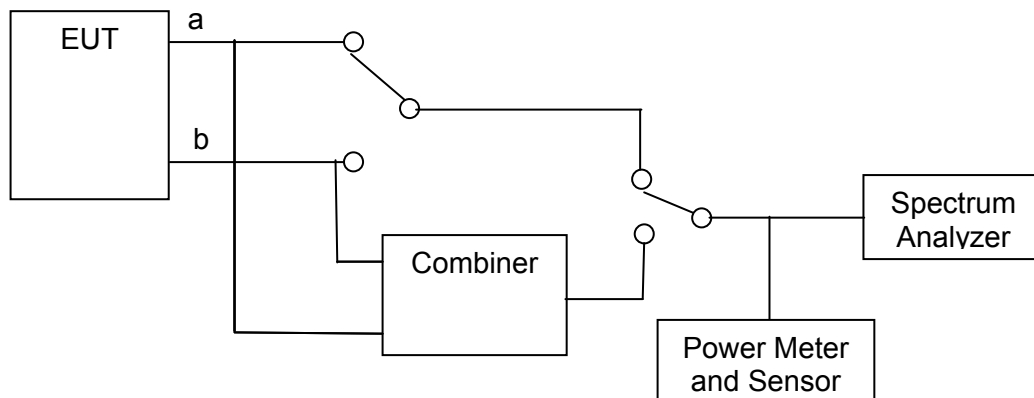 a
EUT
b
Combiner
Spectrum
Analyzer
Power Meter
and Sensor